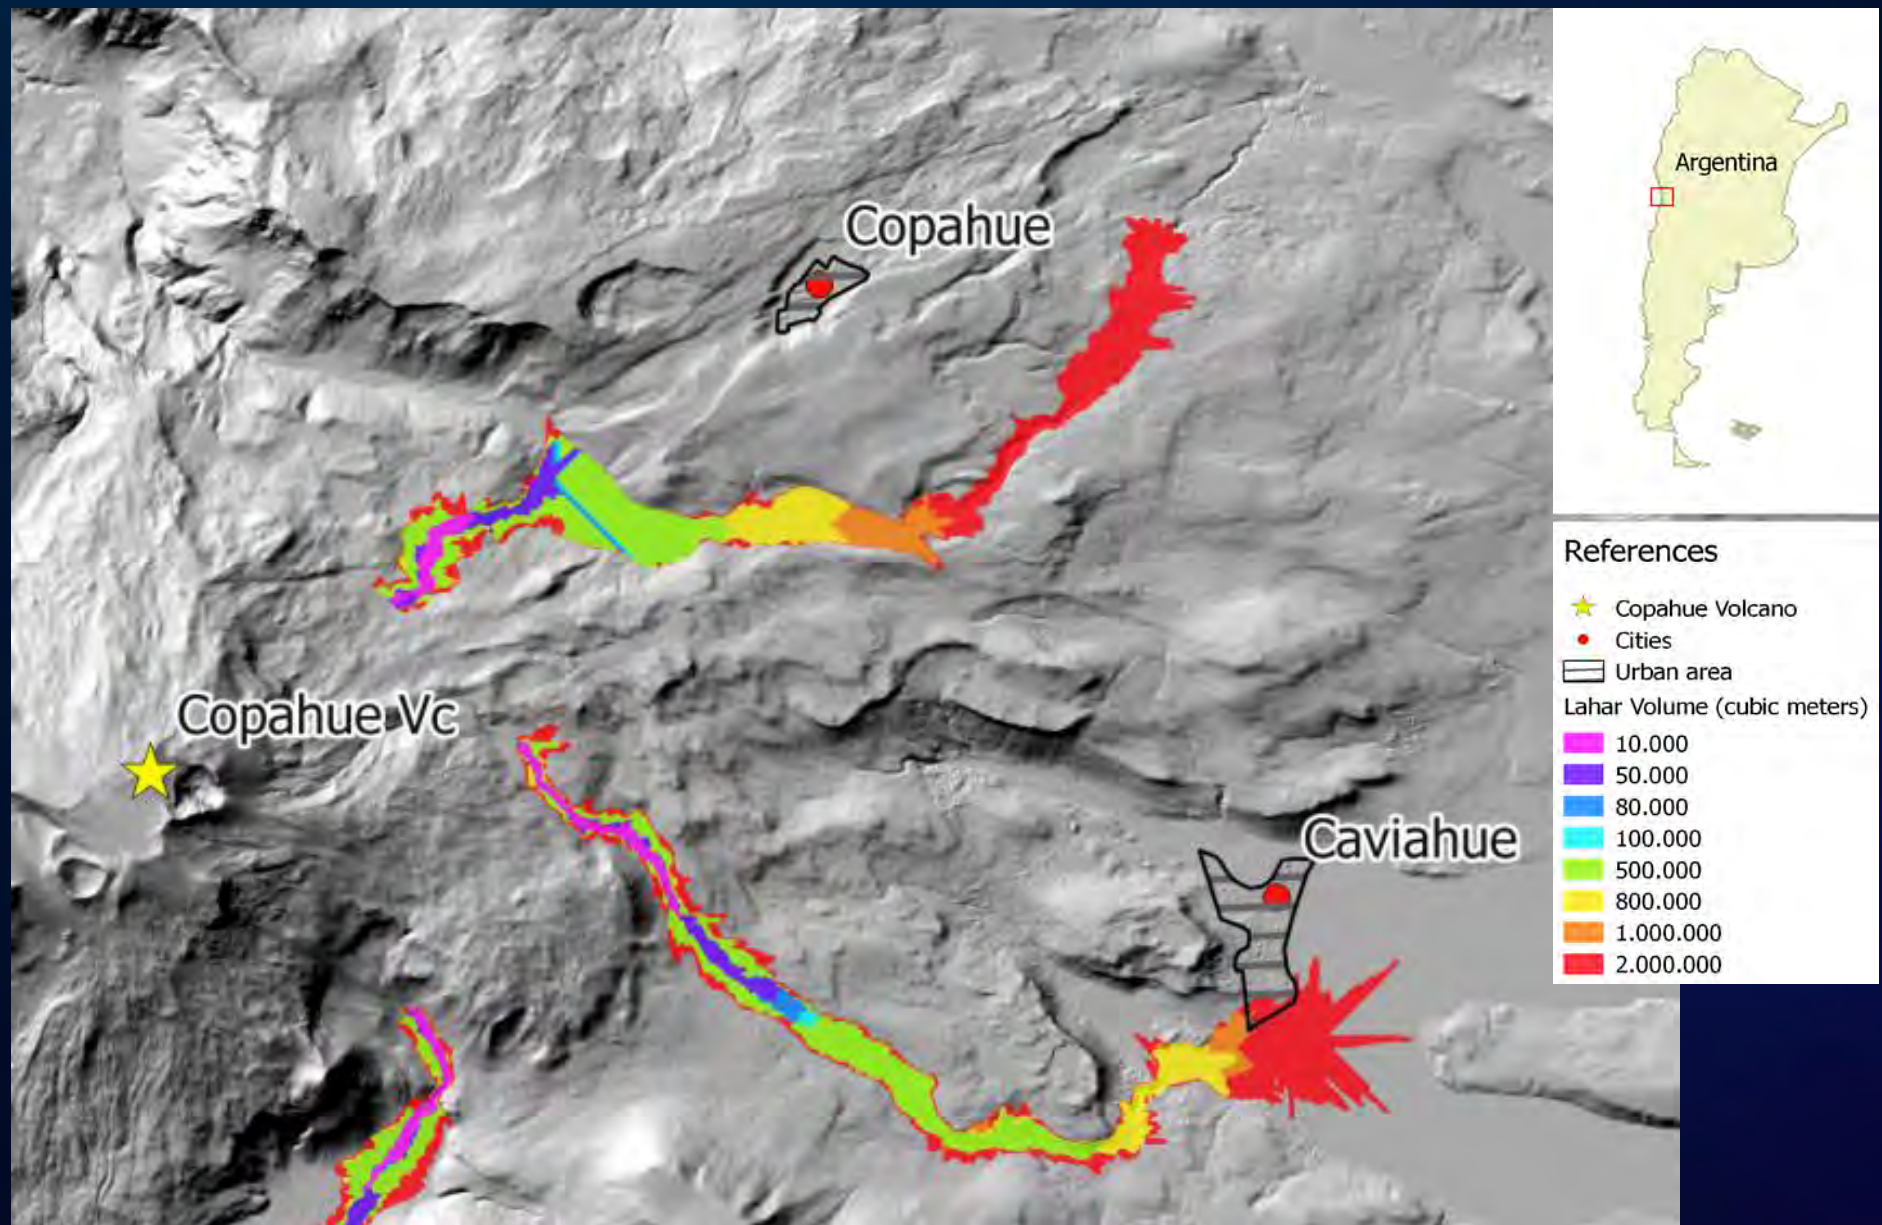 Copahue
Copahue Vc
Caviahue
Argentina
References
Copahue Volcano
Cities
Urban area
Lahar Volume (cubic meters)
10.000
50.000
80.000
100.000
500.000
800.000
1.000.000
2.000.000